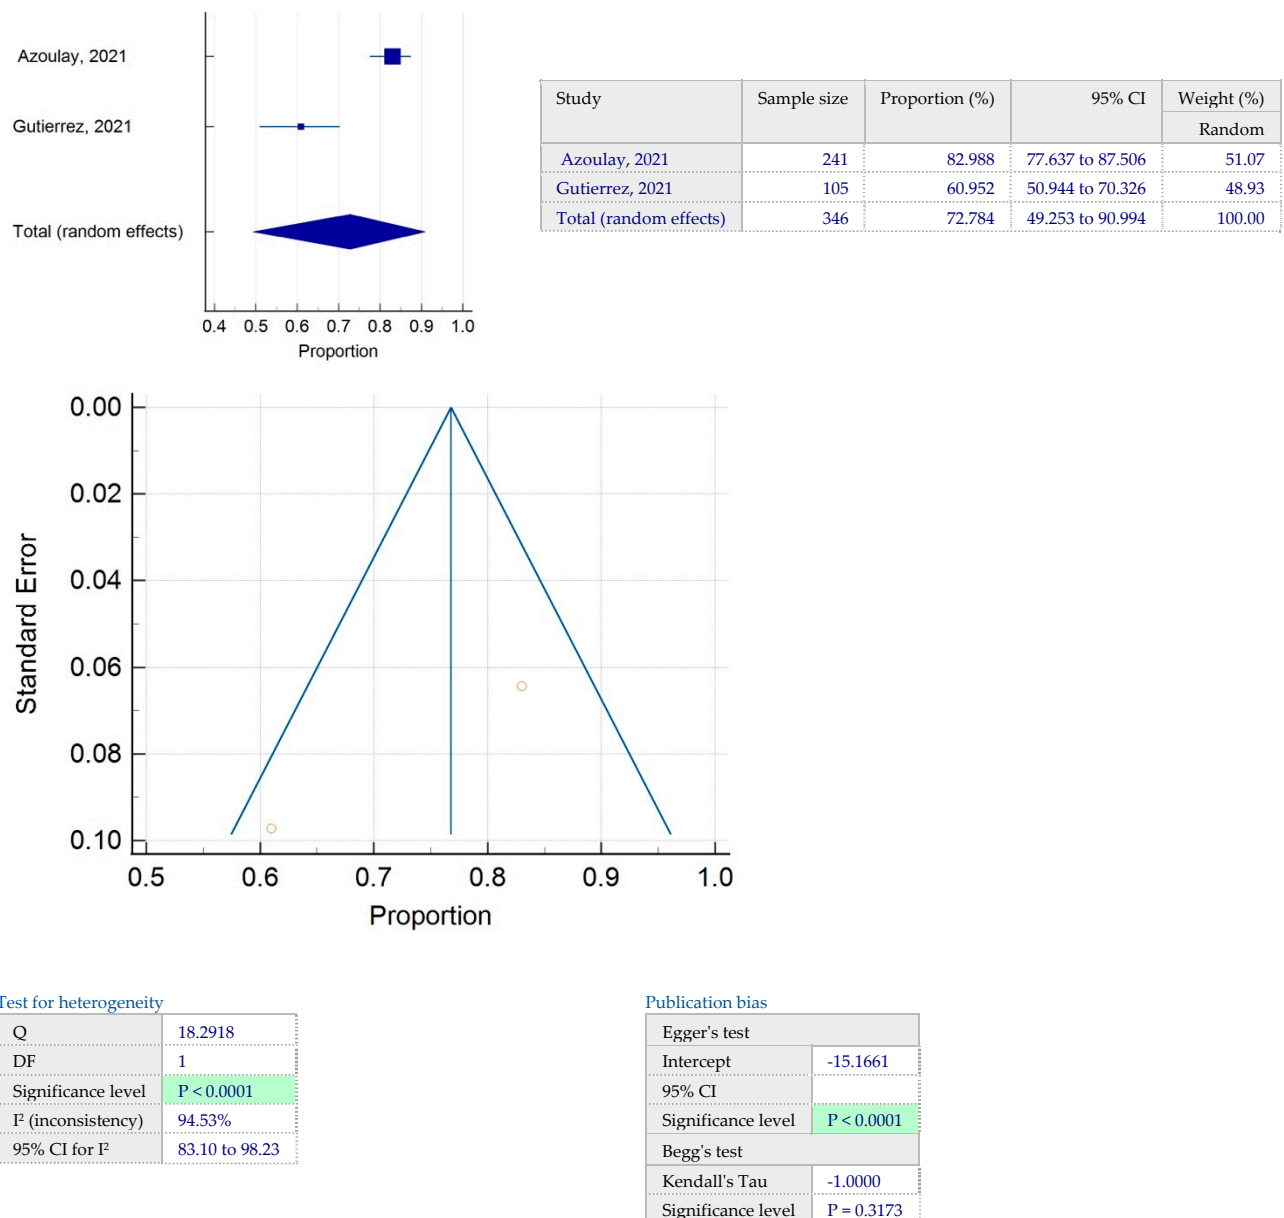 Azoulay, 2021
Gutierrez, 2021
Total (random effects)
0.4 0.5 0.6 0.7 0.8 0.9 1.0
Proportion
Study Sample size Proportion (%) 95% CI Weight (%)
Random
Azoulay, 2021 241 82.988 77.637 to 87.506 51.07
Gutierrez, 2021 105 60.952 50.944 to 70.326 48.93
Total (random effects) 346 72.784 49.253 to 90.994 100.00
0.00
0.02
0.04
0.06
0.08
0.10
Standard Error
0.5 0.6 0.7 0.8 0.9 1.0
Proportion
Test for heterogeneity
Q 18.2918
DF 1
Significance level P < 0.0001
I² (inconsistency) 94.53%
95% CI for I² 83.10 to 98.23
Publication bias
Egger's test
Intercept -15.1661
95% CI
Significance level P < 0.0001
Begg's test
Kendall's Tau -1.0000
Significance level P = 0.3173